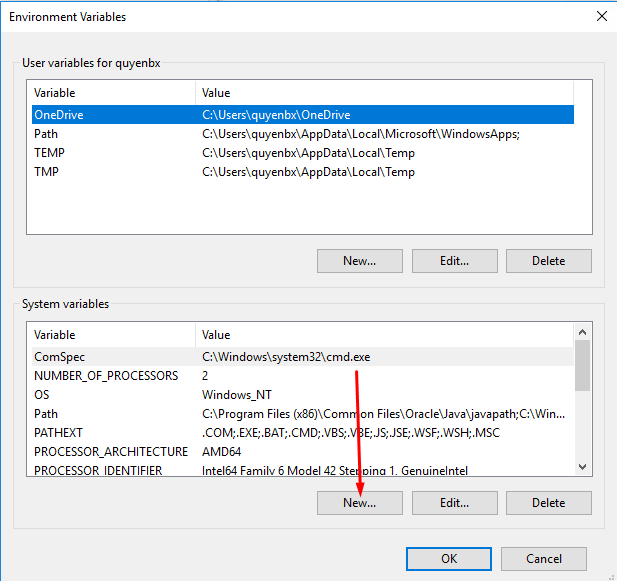 Environment Variables
User variables for quyenbx
Variable Value
OneDrive C:\Users\quyenbx\OneDrive
Path C:\Users\quyenbx\AppData\Local\Microsoft\WindowsApps;
TEMP C:\Users\quyenbx\AppData\Local\Temp
TMP C:\Users\quyenbx\AppData\Local\Temp
New... Edit... Delete
System variables
Variable Value
ComSpec C:\Windows\system32\cmd.exe
NUMBER_OF_PROCESSORS 2
OS Windows_NT
Path C:\Program Files (x86)\Common Files\Oracle\Java\javapath;C:\Win...
PATHEXT .COM;.EXE;.BAT;.CMD;.VBS;.VBE;.JS;.JSE;.WSF;.WSH;.MSC
PROCESSOR_ARCHITECTURE AMD64
PROCESSOR_IDENTIFIER Intel64 Family 6 Model 42 Stepping 1, GenuineIntel
New... Edit... Delete
OK Cancel